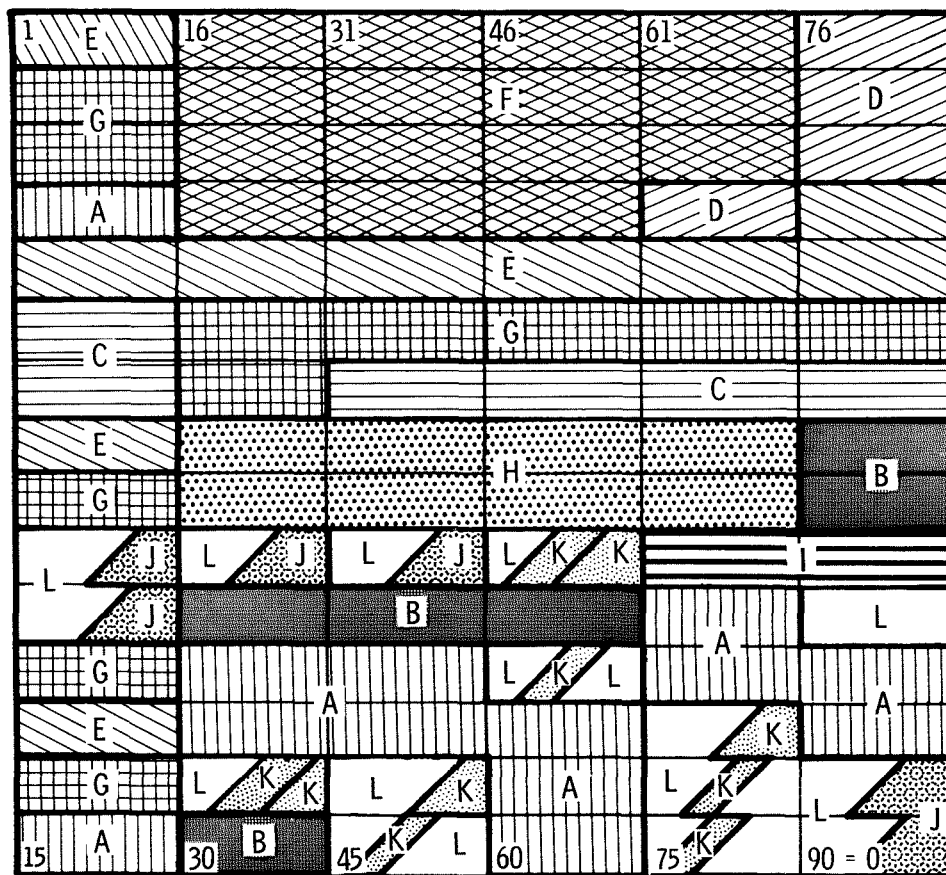 1 E 16 31 46 61 76
G F D
A D
E
C G
C
E H B
G
L J L J L J L K K I
J B L
G A L K L A A
E K
G L K K L K A L K L J
15 A 30 B 45 K L 60 75 K 90 = 0